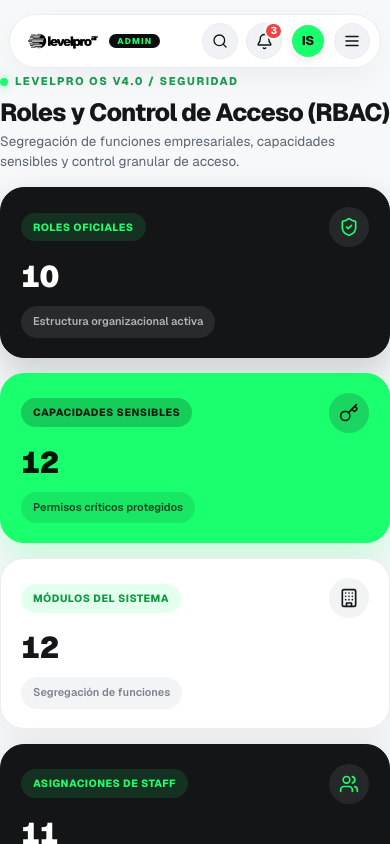 levelpro ADMIN 3 IS
LEVELPRO OS V4.0 / SEGURIDAD
Roles y Control de Acceso (RBAC)
Segregación de funciones empresariales, capacidades
sensibles y control granular de acceso.
ROLES OFICIALES
10
Estructura organizacional activa
CAPACIDADES SENSIBLES
12
Permisos críticos protegidos
MÓDULOS DEL SISTEMA
12
Segregación de funciones
ASIGNACIONES DE STAFF
11